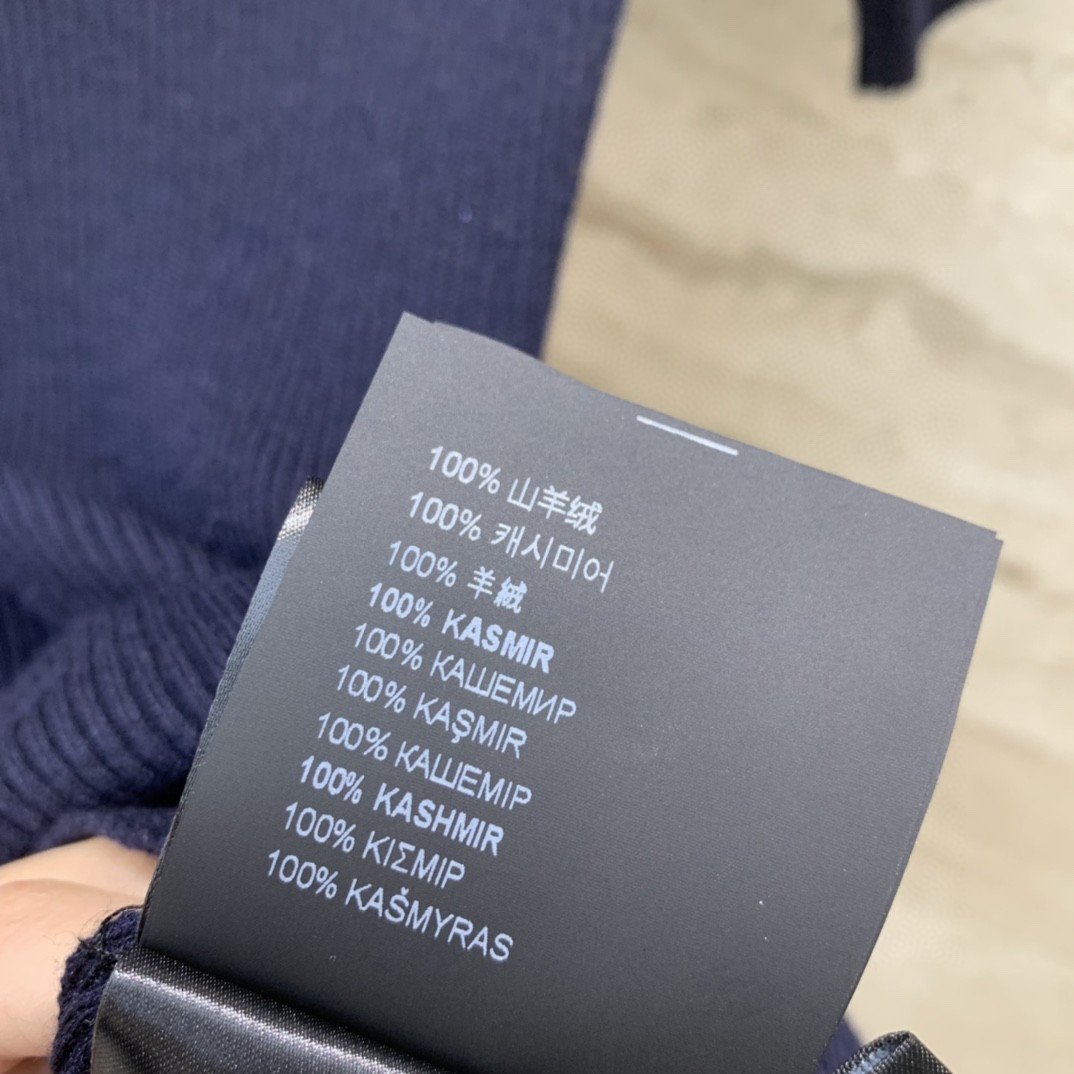 100% 山羊绒
100% 캐시미어
100% 羊絨
100% KASMIR
100% КАШЕМИР
100% KAŞMIR
100% КАШЕМІР
100% KASHMIR
100% ΚΙΣΜΙΡ
100% KAŠMYRAS